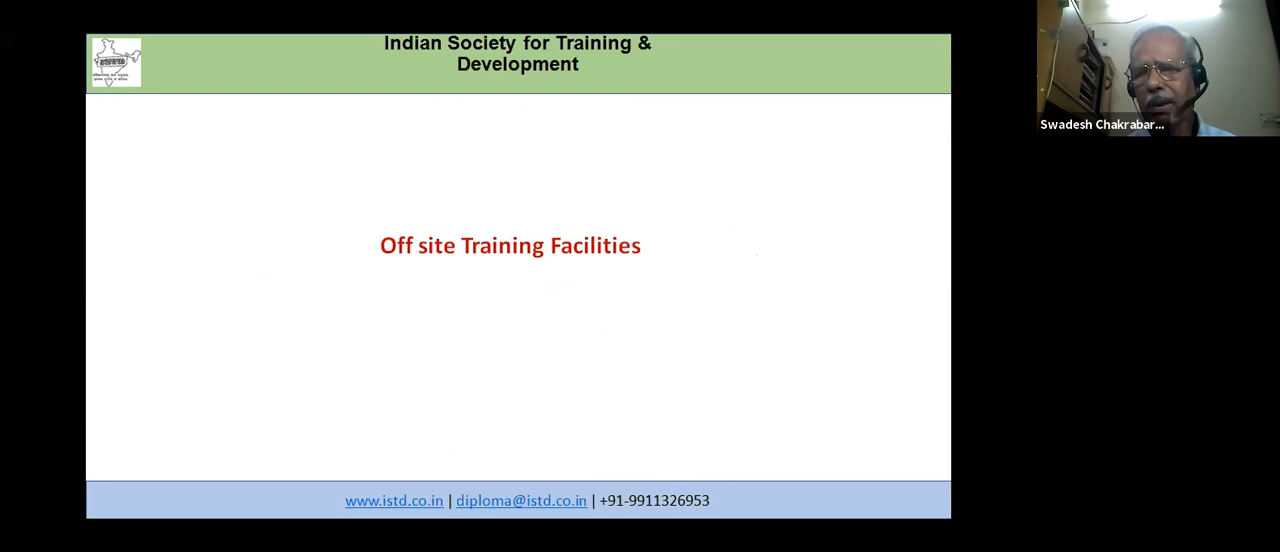 Indian Society for Training &
Development
Swadesh Chakrabar...
Off site Training Facilities
www.istd.co.in | diploma@istd.co.in | +91-9911326953